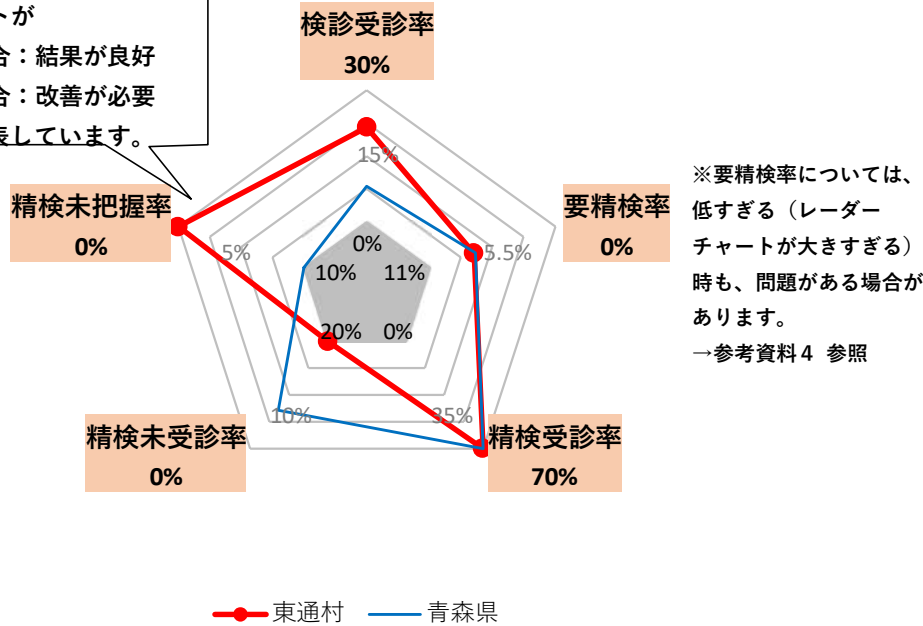 トが
合：結果が良好
合：改善が必要
表しています。
検診受診率
30%
15%
精検未把握率
0%
5%
要精検率
0%
5.5%
0%
10%
11%
20%
0%
10%
35%
精検未受診率
0%
精検受診率
70%
※要精検率については、
低すぎる（レーダー
チャートが大きすぎる）
時も、問題がある場合が
あります。
→参考資料４ 参照
東通村
青森県